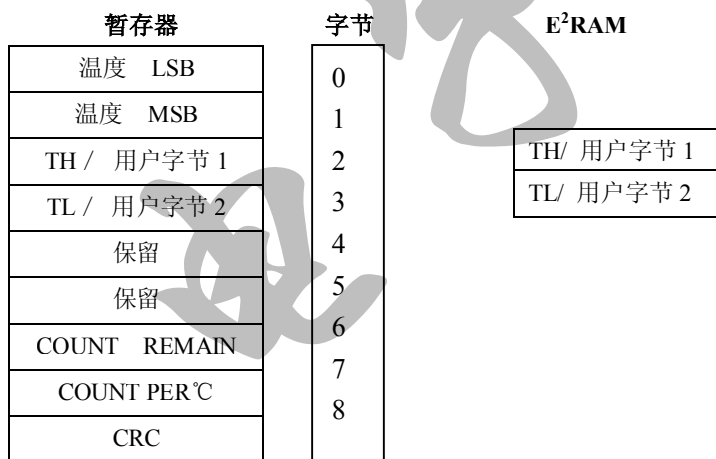 暂存器 字节 E²RAM
温度 LSB 0
温度 MSB 1
TH / 用户字节 1 2 TH/ 用户字节 1
TL / 用户字节 2 3 TL/ 用户字节 2
保留 4
保留 5
COUNT REMAIN 6
COUNT PER℃ 7
CRC 8